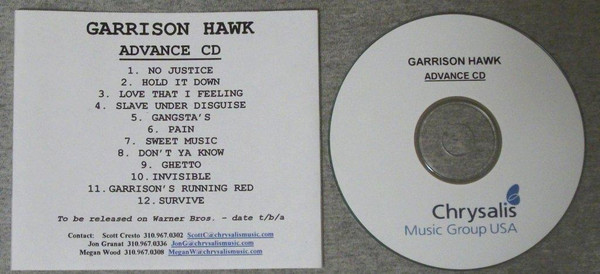 GARRISON HAWK
ADVANCE CD
1. NO JUSTICE
2. HOLD IT DOWN
3. LOVE THAT I FEELING
4. SLAVE UNDER DISGUISE
5. GANGSTA'S
6. PAIN
7. SWEET MUSIC
8. DON'T YA KNOW
9. GHETTO
10. INVISIBLE
11. GARRISON'S RUNNING RED
12. SURVIVE
To be released on Warner Bros. – date t/b/a
Contact: Scott Cresto 310.967.0302 ScottC@chrysalismusic.com
Jon Granat 310.967.0336 JonG@chrysalismusic.com
Megan Wood 310.967.0308 MeganW@chrysalismusic.com
GARRISON HAWK
ADVANCE CD
Chrysalis
Music Group USA